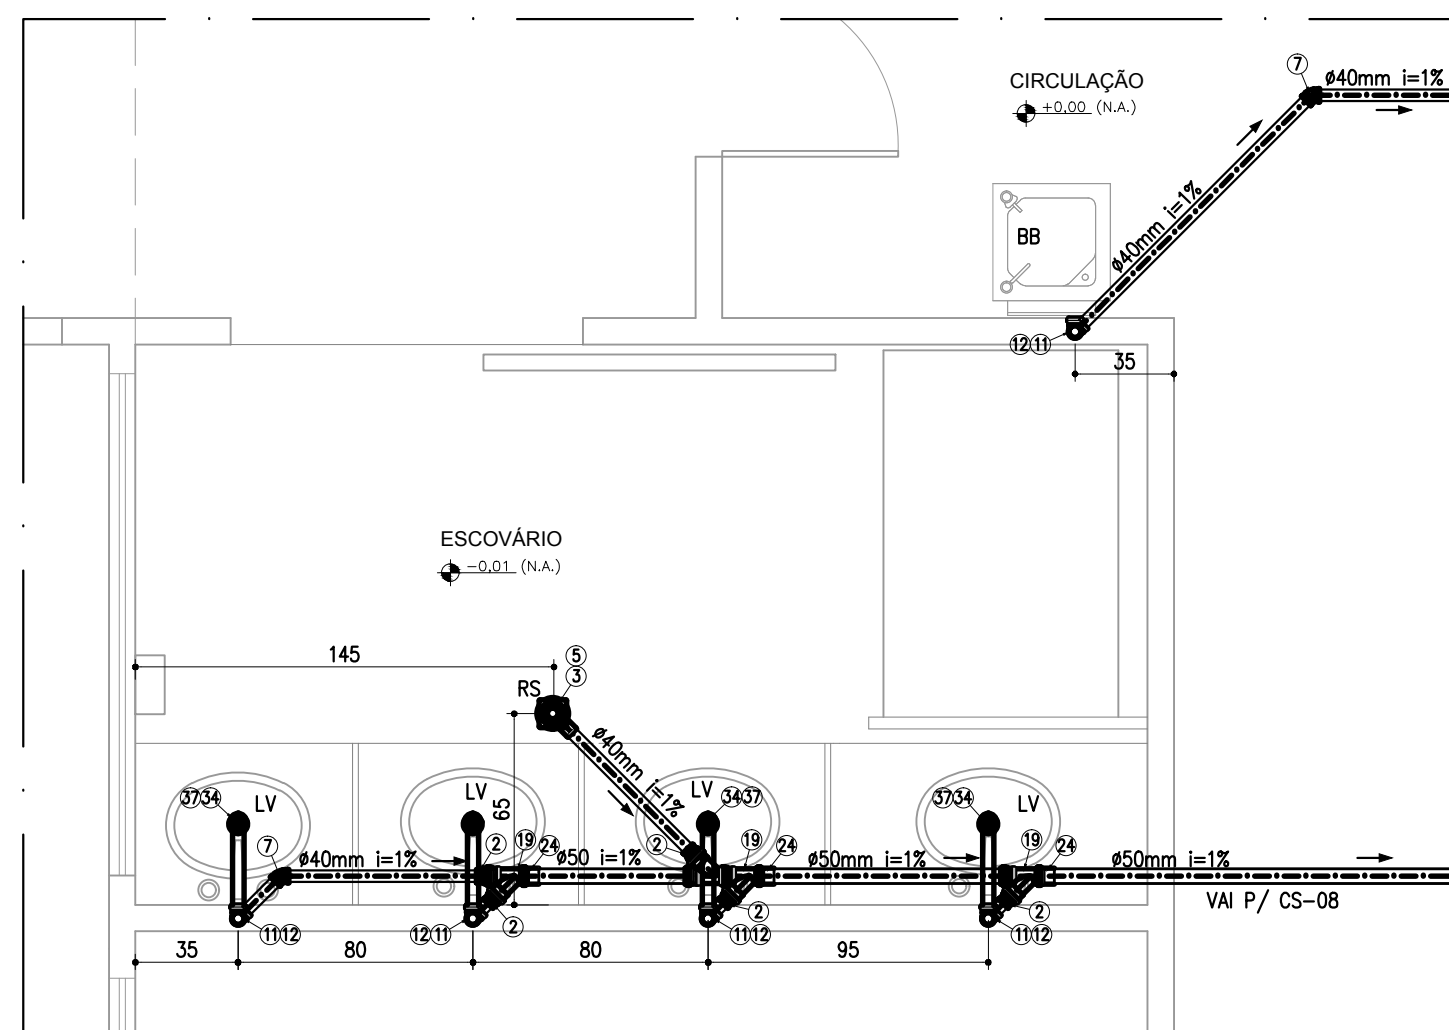 7
ø40mm i=1%
CIRCULAÇÃO
+0,00 (N.A.)
ø40mm i=1%
BB
12 11
35
ESCOVÁRIO
-0,01 (N.A.)
145
5
3
RS
ø40mm i=1%
65
37 34
LV
LV
LV
34 37
37 34
LV
7
ø40mm i=1%
2
19
24
ø50 i=1%
2
19
24
ø50mm i=1%
19
24
ø50mm i=1%
VAI P/ CS-08
11 12
12 11
2
2
11 12
2
11 12
35
80
80
95